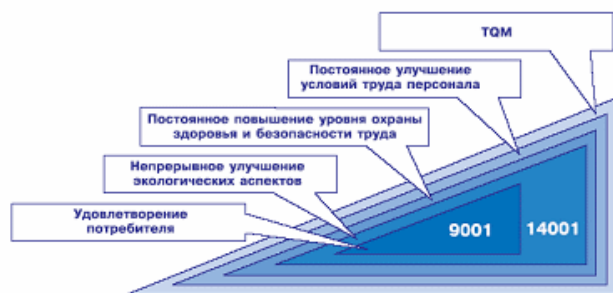 TQM
Постоянное улучшение
условий труда персонала
Постоянное повышение уровня охраны
здоровья и безопасности труда
Непрерывное улучшение
экологических аспектов
Удовлетворение
потребителя
9001
14001